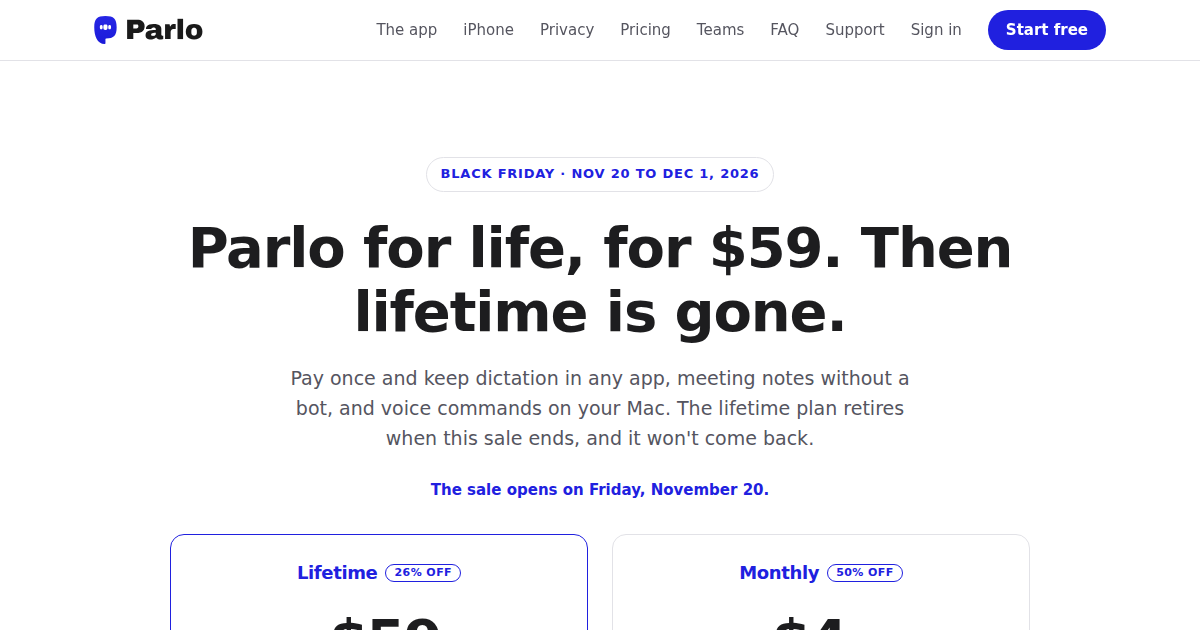 Parlo
The app iPhone Privacy Pricing Teams FAQ Support Sign in Start free
BLACK FRIDAY · NOV 20 TO DEC 1, 2026
Parlo for life, for $59. Then
lifetime is gone.
Pay once and keep dictation in any app, meeting notes without a
bot, and voice commands on your Mac. The lifetime plan retires
when this sale ends, and it won't come back.
The sale opens on Friday, November 20.
Lifetime 26% OFF
$59
Monthly 50% OFF
$4